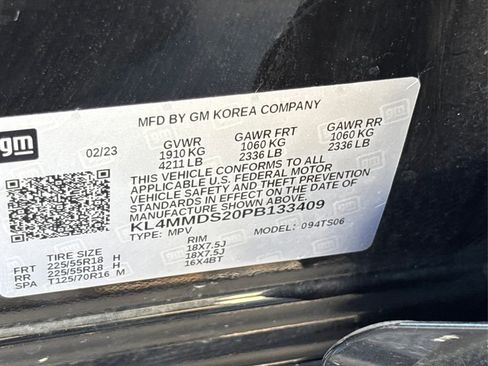 MFD BY GM KOREA COMPANY
gm
02/23 GVWR GAWR FRT GAWR RR
1910 KG 1060 KG 1060 KG
4211 LB 2336 LB 2336 LB
THIS VEHICLE CONFORMS TO ALL
APPLICABLE U.S. FEDERAL MOTOR
VEHICLE SAFETY AND THEFT PREVENTION
STANDARDS IN EFFECT ON THE DATE OF
MANUFACTURE SHOWN ABOVE.
KL4MMDS20PB133409
TYPE: MPV MODEL: 094TS06
TIRE SIZE RIM
FRT 225/55R18 H 18X7.5J
RR 225/55R18 H 18X7.5J
SPA T125/70R16 M 16X4BT